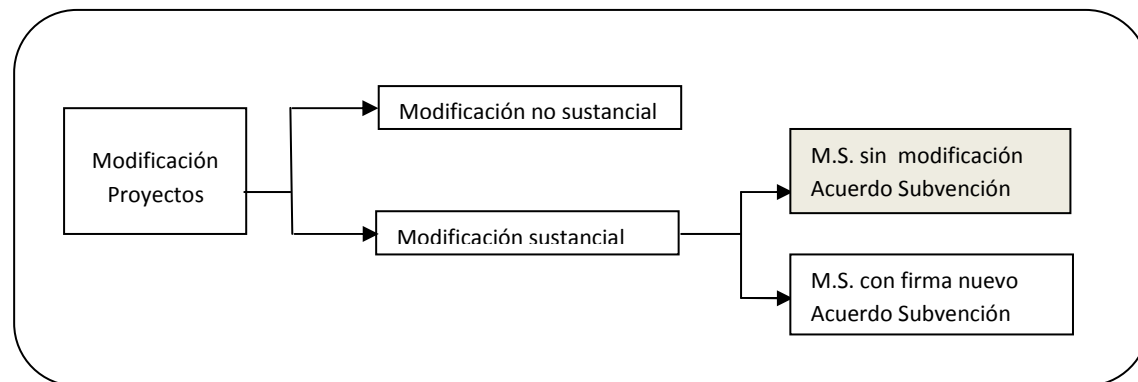 Modificación
Proyectos
Modificación no sustancial
Modificación sustancial
M.S. sin modificación
Acuerdo Subvención
M.S. con firma nuevo
Acuerdo Subvención